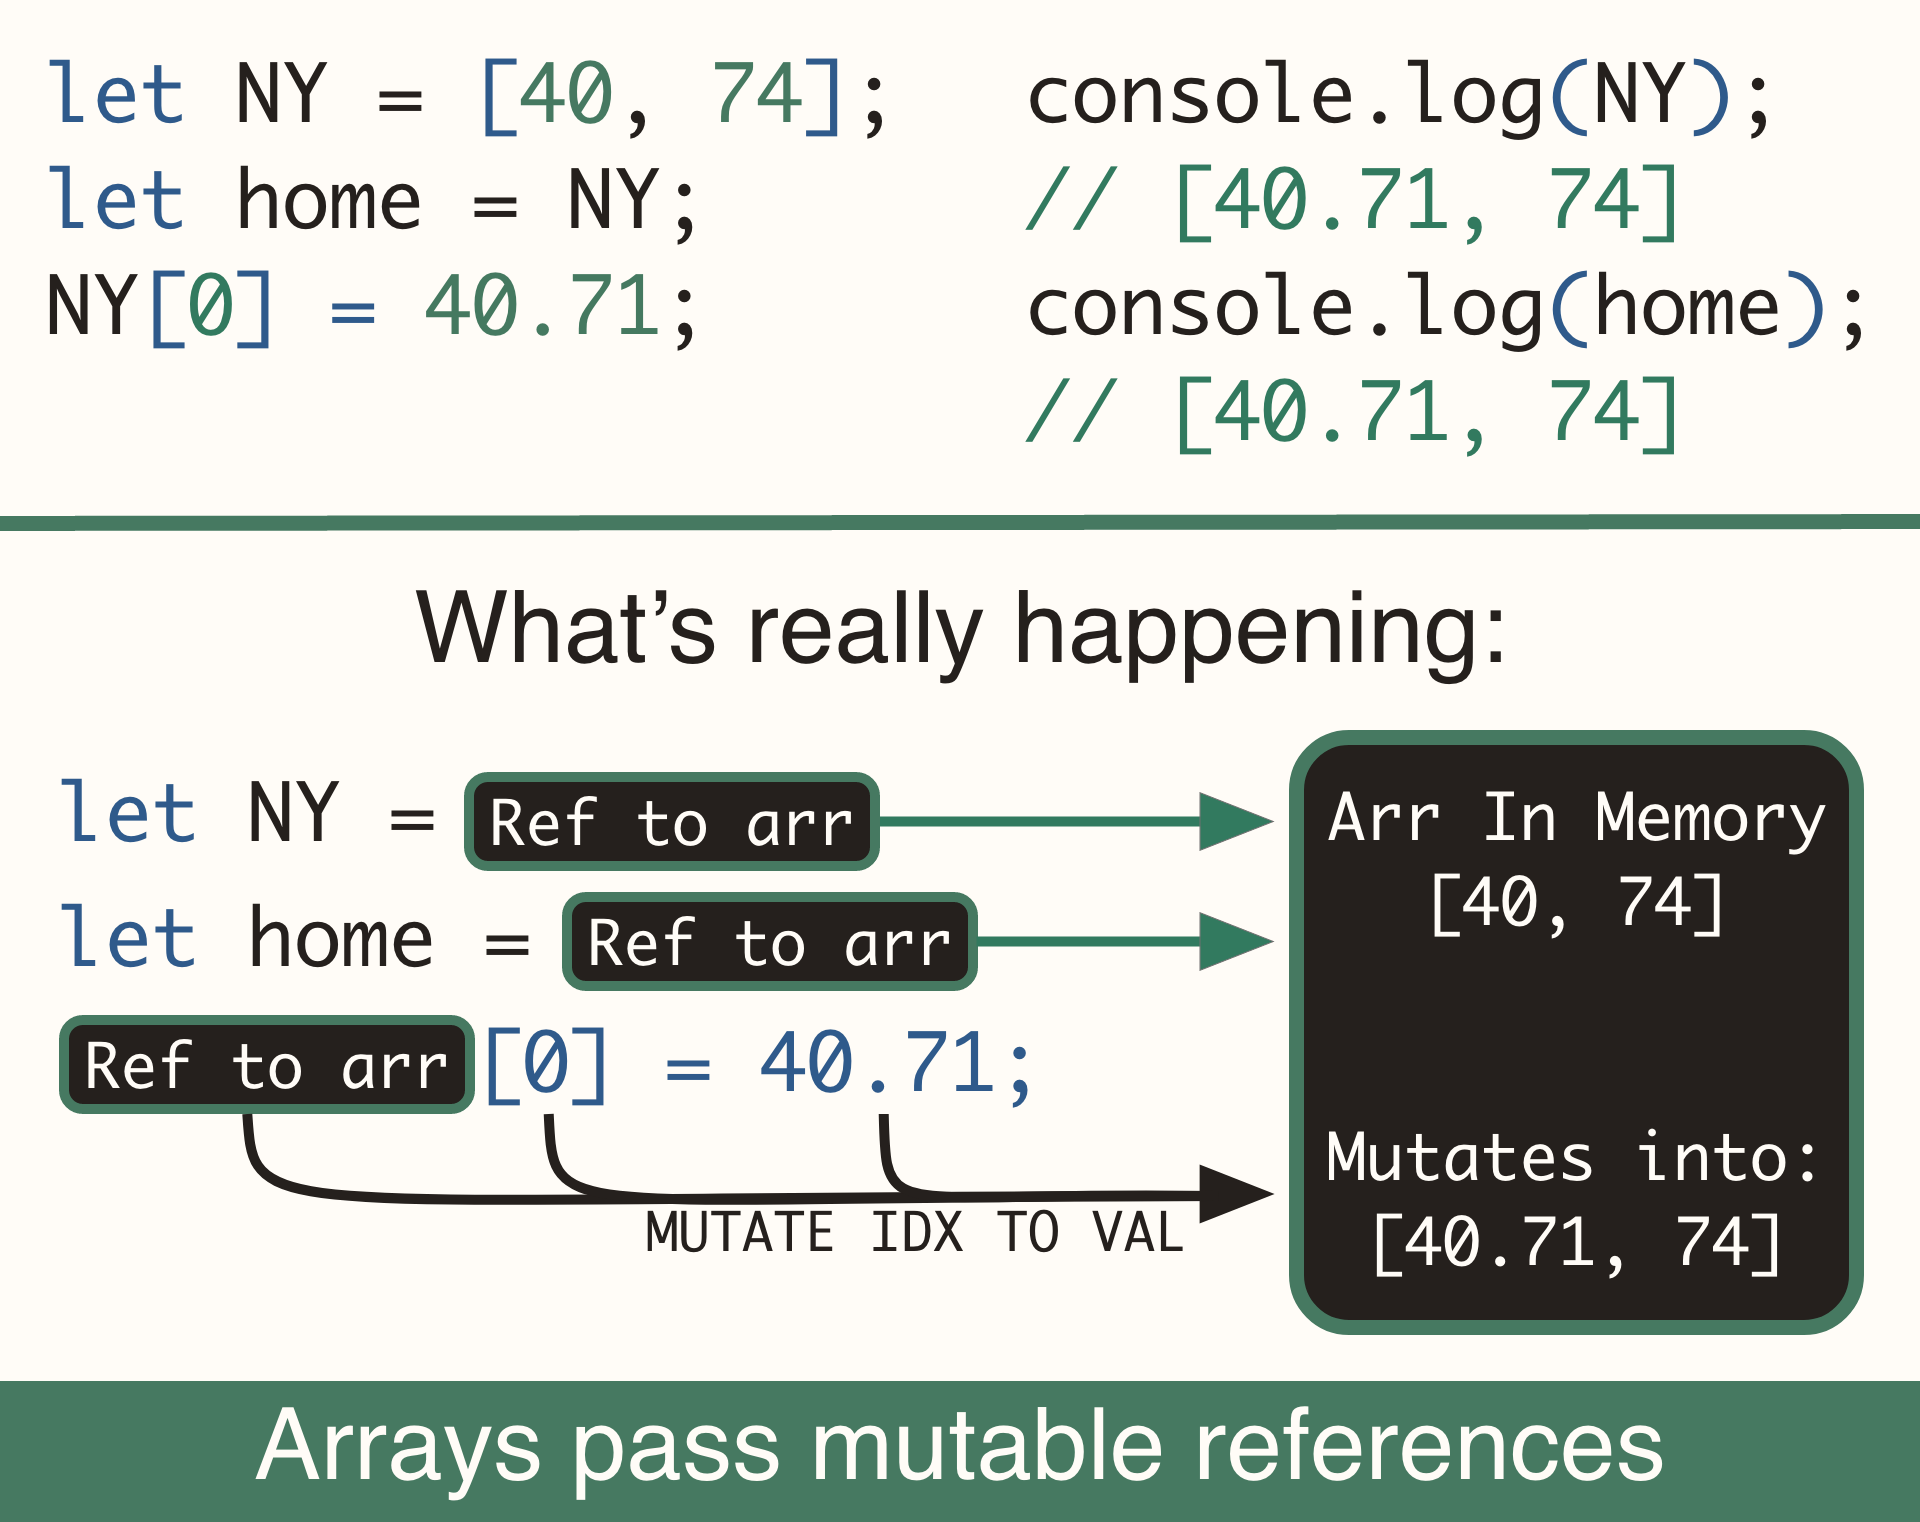 let NY = [40, 74];
let home = NY;
NY[0] = 40.71;
console.log(NY);
// [40.71, 74]
console.log(home);
// [40.71, 74]
What’s really happening:
let NY = Ref to arr
let home = Ref to arr
Ref to arr[0] = 40.71;
MUTATE IDX TO VAL
Arr In Memory
[40, 74]
Mutates into:
[40.71, 74]
Arrays pass mutable references